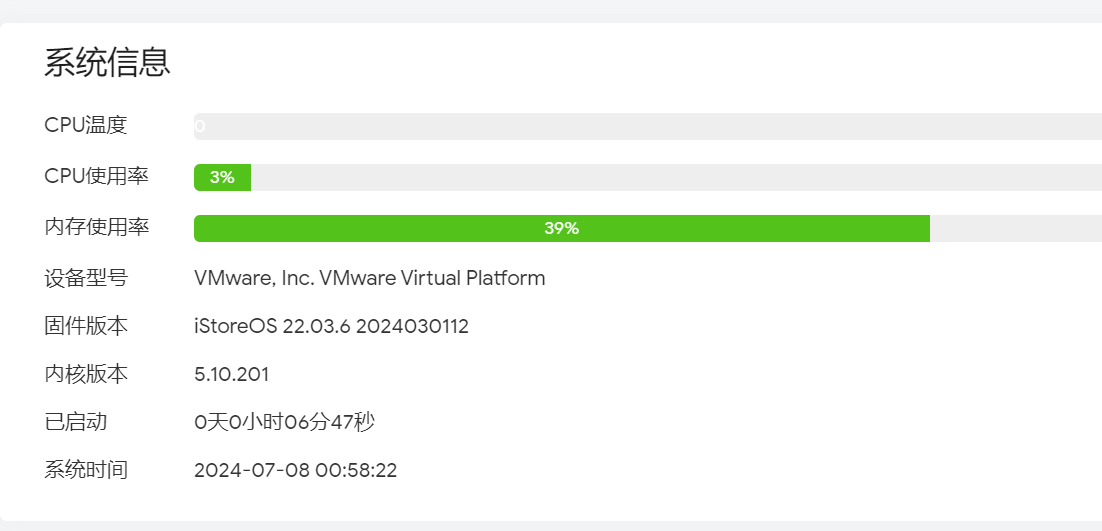 系统信息
CPU温度 0
CPU使用率 3%
内存使用率 39%
设备型号 VMware, Inc. VMware Virtual Platform
固件版本 iStoreOS 22.03.6 2024030112
内核版本 5.10.201
已启动 0天0小时06分47秒
系统时间 2024-07-08 00:58:22